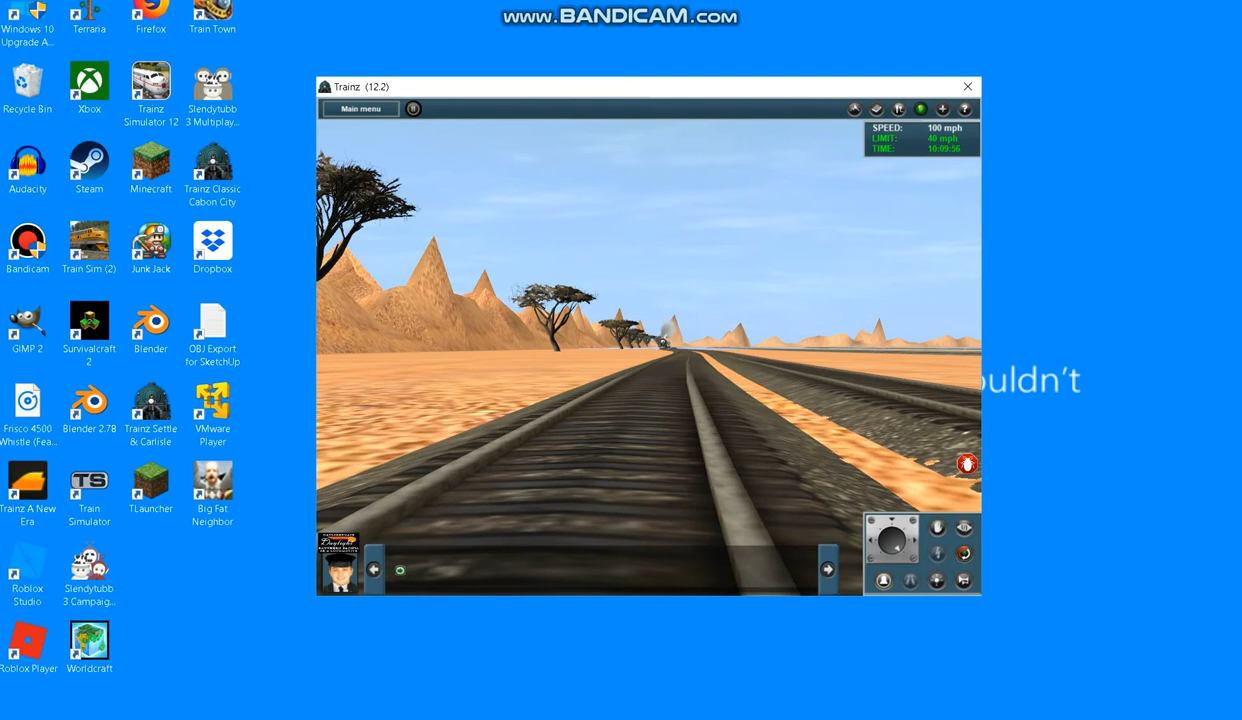 www.BANDICAM.com
Windows 10
Upgrade A...
Terraria
Firefox
Train Town
Recycle Bin
Xbox
Trainz
Simulator 12
Slendytubb
3 Multiplay...
Audacity
Steam
Minecraft
Trainz Classic
Cabon City
Bandicam
Train Sim (2)
Junk Jack
Dropbox
GIMP 2
Survivalcraft
2
Blender
OBJ Export
for SketchUp
Frisco 4500
Whistle (Fea...
Blender 2.78
Trainz Settle
& Carlisle
VMware
Player
Trainz A New
Era
TS
Train
Simulator
TLauncher
Big Fat
Neighbor
Roblox
Studio
Slendytubb
3 Campaig...
Roblox Player
Worldcraft
Trainz (12.2)
Main menu
?
SPEED: 100 mph
LIMIT: 40 mph
TIME: 10:09:56
ouldn't
Daylight